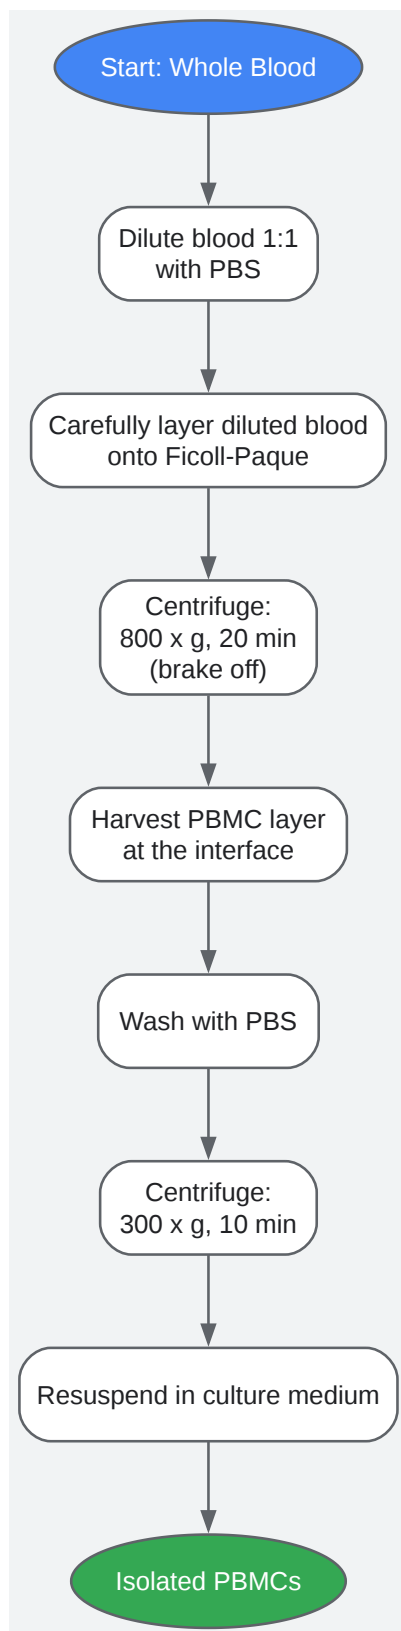 Start: Whole Blood
Dilute blood 1:1
with PBS
Carefully layer diluted blood
onto Ficoll-Paque
Centrifuge:
800 x g, 20 min
(brake off)
Harvest PBMC layer
at the interface
Wash with PBS
Centrifuge:
300 x g, 10 min
Resuspend in culture medium
Isolated PBMCs